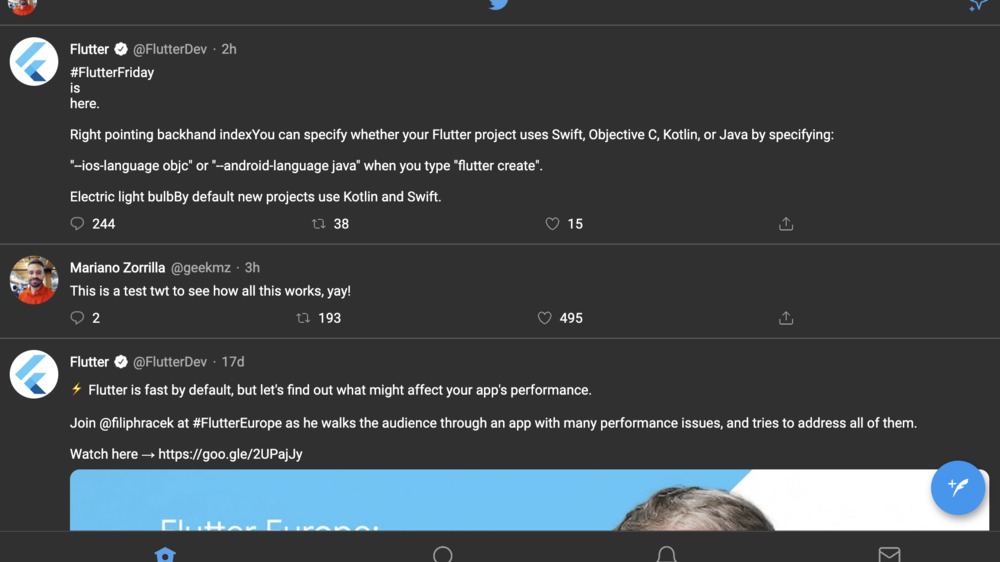 Flutter @FlutterDev · 2h
#FlutterFriday
is
here.
Right pointing backhand indexYou can specify whether your Flutter project uses Swift, Objective C, Kotlin, or Java by specifying:
"--ios-language objc" or "--android-language java" when you type "flutter create".
Electric light bulbBy default new projects use Kotlin and Swift.
244 38 15
Mariano Zorrilla @geekmz · 3h
This is a test twt to see how all this works, yay!
2 193 495
Flutter @FlutterDev · 17d
⚡ Flutter is fast by default, but let's find out what might affect your app's performance.
Join @filiphracek at #FlutterEurope as he walks the audience through an app with many performance issues, and tries to address all of them.
Watch here → https://goo.gle/2UPajJy
Flutter Europe: